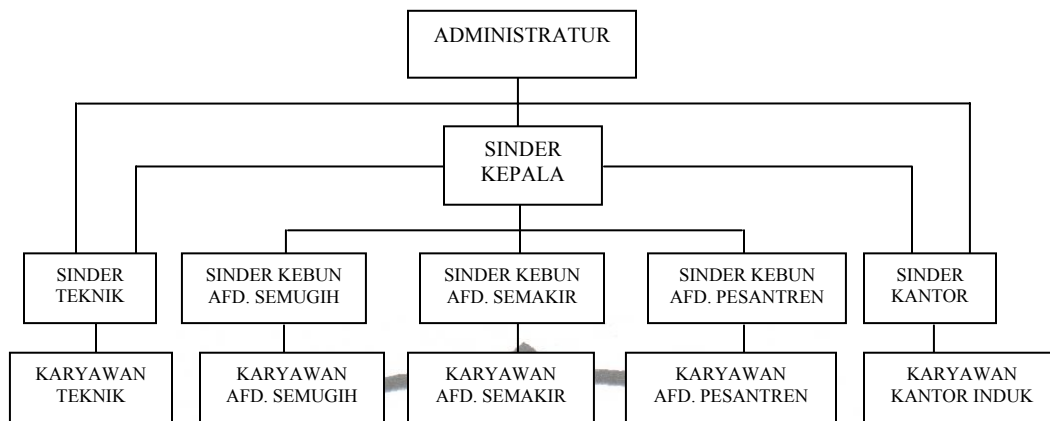 ADMINISTRATUR
SINDER
KEPALA
SINDER
TEKNIK
SINDER KEBUN
AFD. SEMUGIH
SINDER KEBUN
AFD. SEMAKIR
SINDER KEBUN
AFD. PESANTREN
SINDER
KANTOR
KARYAWAN
TEKNIK
KARYAWAN
AFD. SEMUGIH
KARYAWAN
AFD. SEMAKIR
KARYAWAN
AFD. PESANTREN
KARYAWAN
KANTOR INDUK